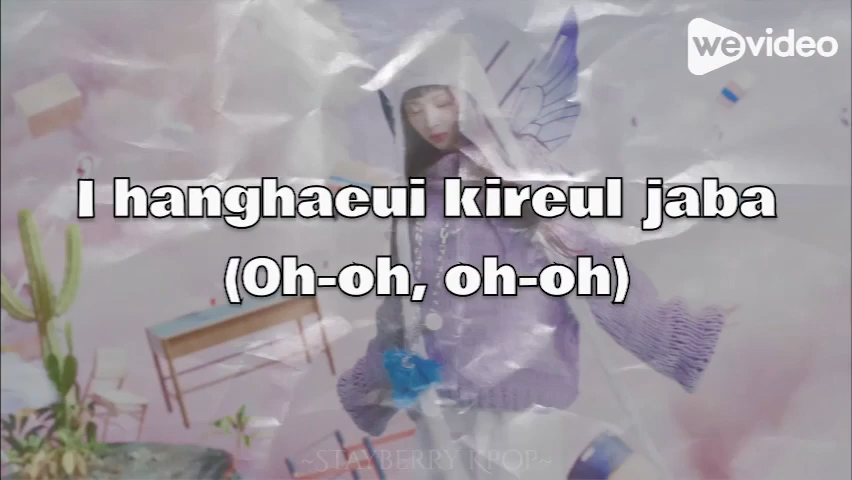 wevideo
I hanghaeui kireul jaba
(Oh-oh, oh-oh)
~STAYBERRY KPOP~